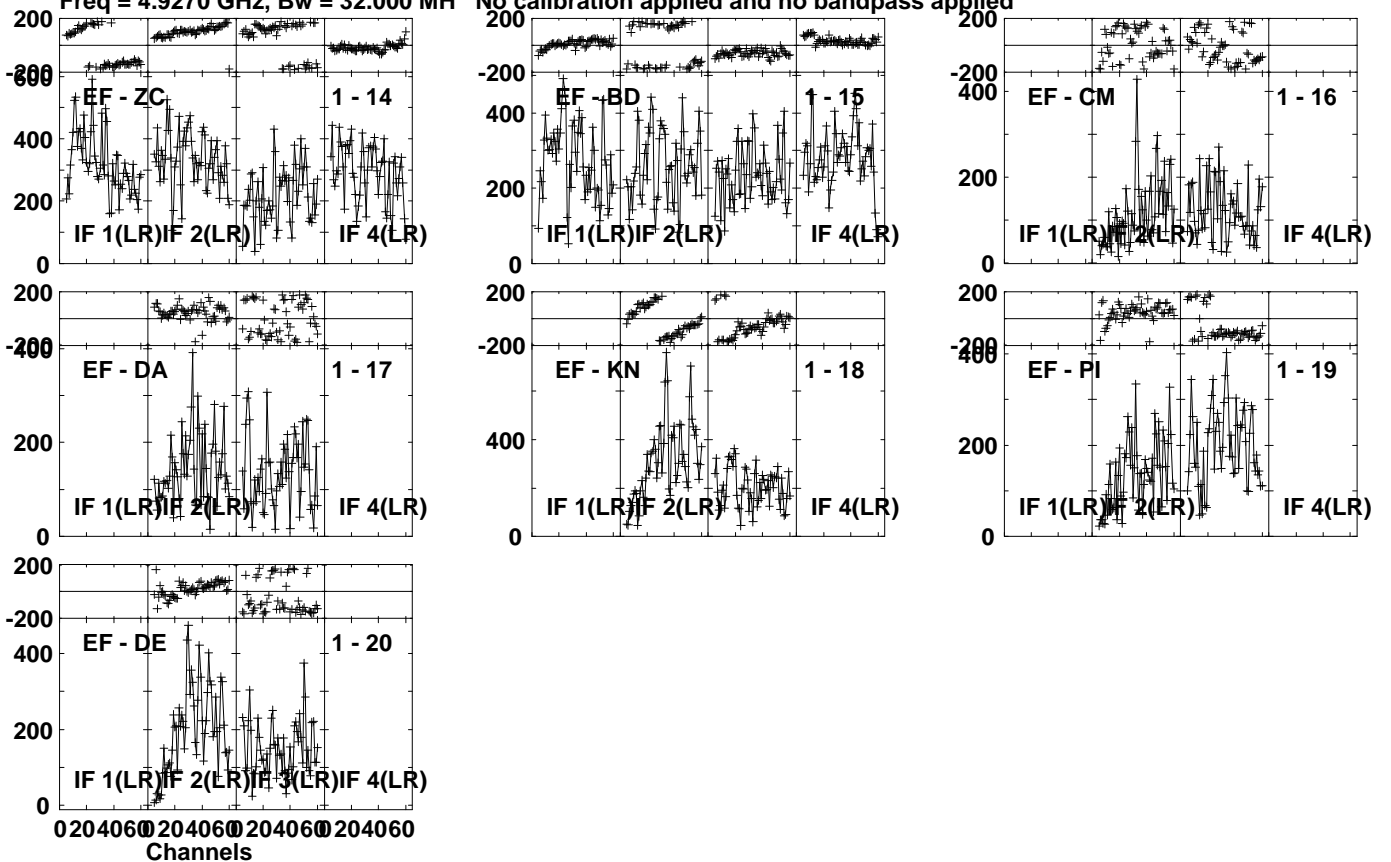 Freq = 4.9270 GHz, Bw = 32.000 MH No calibration applied and no bandpass applied
200
-200
600
400
200
0
EF - ZC
1 - 14
IF 1(LR)
IF 2(LR)
IF 4(LR)
200
-200
400
200
0
EF - BD
1 - 15
IF 1(LR)
IF 2(LR)
IF 4(LR)
200
-200
400
200
0
EF - CM
1 - 16
IF 1(LR)
IF 2(LR)
IF 4(LR)
200
-200
400
200
0
EF - DA
1 - 17
IF 1(LR)
IF 2(LR)
IF 4(LR)
200
-200
400
0
EF - KN
1 - 18
IF 1(LR)
IF 2(LR)
IF 4(LR)
200
-200
400
200
0
EF - PI
1 - 19
IF 1(LR)
IF 2(LR)
IF 4(LR)
200
-200
400
200
0
EF - DE
1 - 20
IF 1(LR)
IF 2(LR)
IF 3(LR)
IF 4(LR)
0 20 40 60 0 20 40 60 0 20 40 60 0 20 40 60
Channels